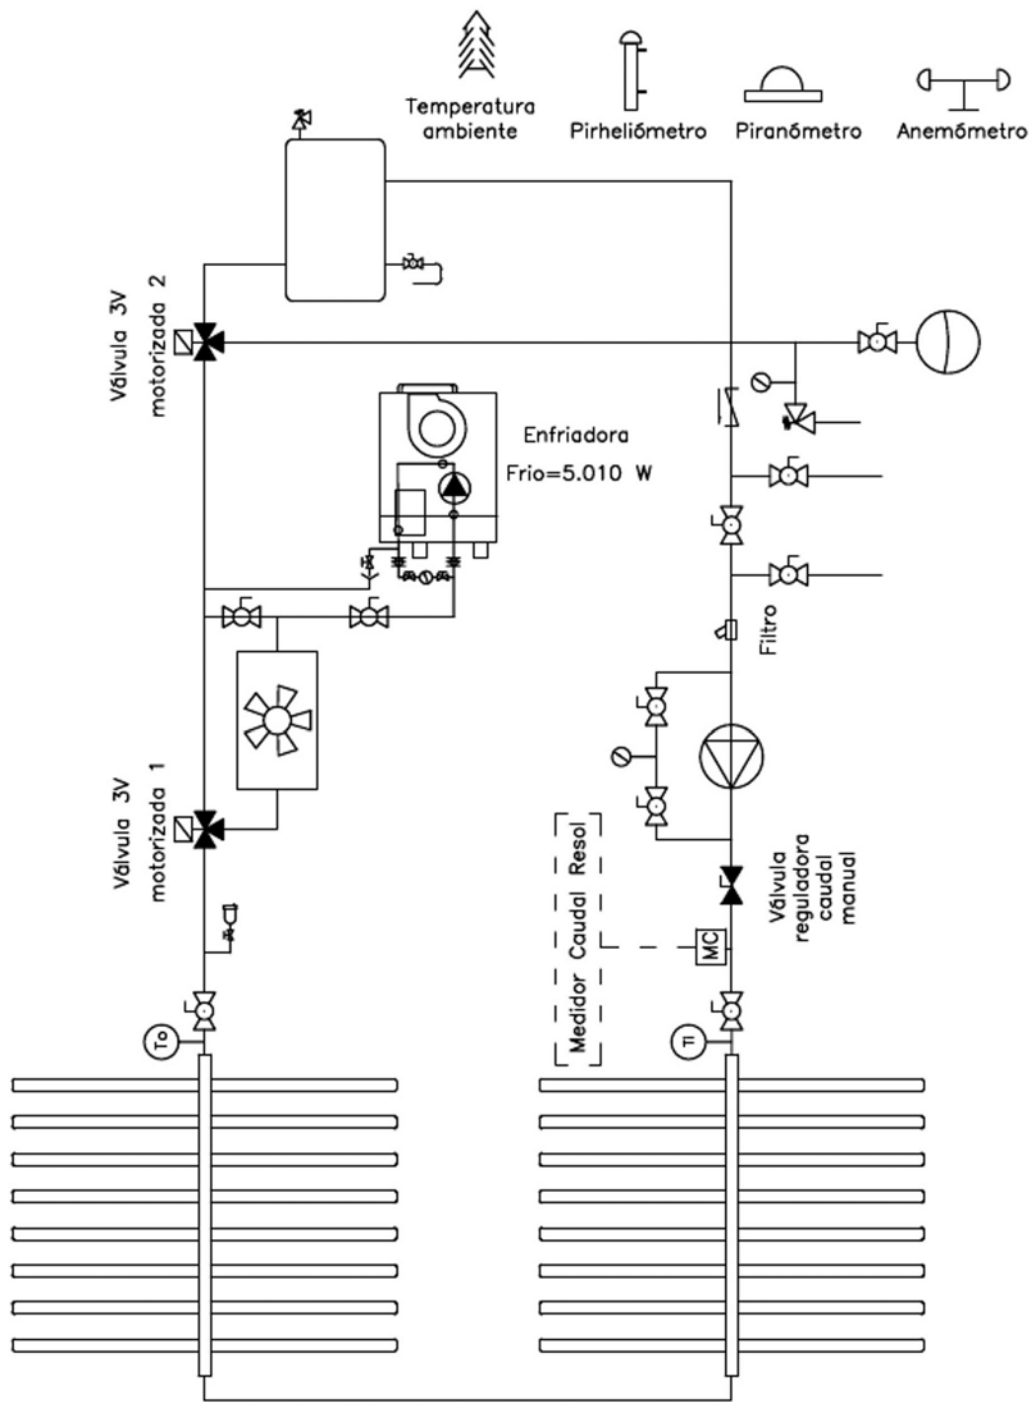 Temperatura
ambiente
Pirheliómetro
Piranómetro
Anemómetro
Válvula 3V
motorizada 2
Enfriadora
Frio=5.010 W
Filtro
Válvula 3V
motorizada 1
Medidor Caudal Resol
MC
Válvula
reguladora
caudal
manual
To
Ti